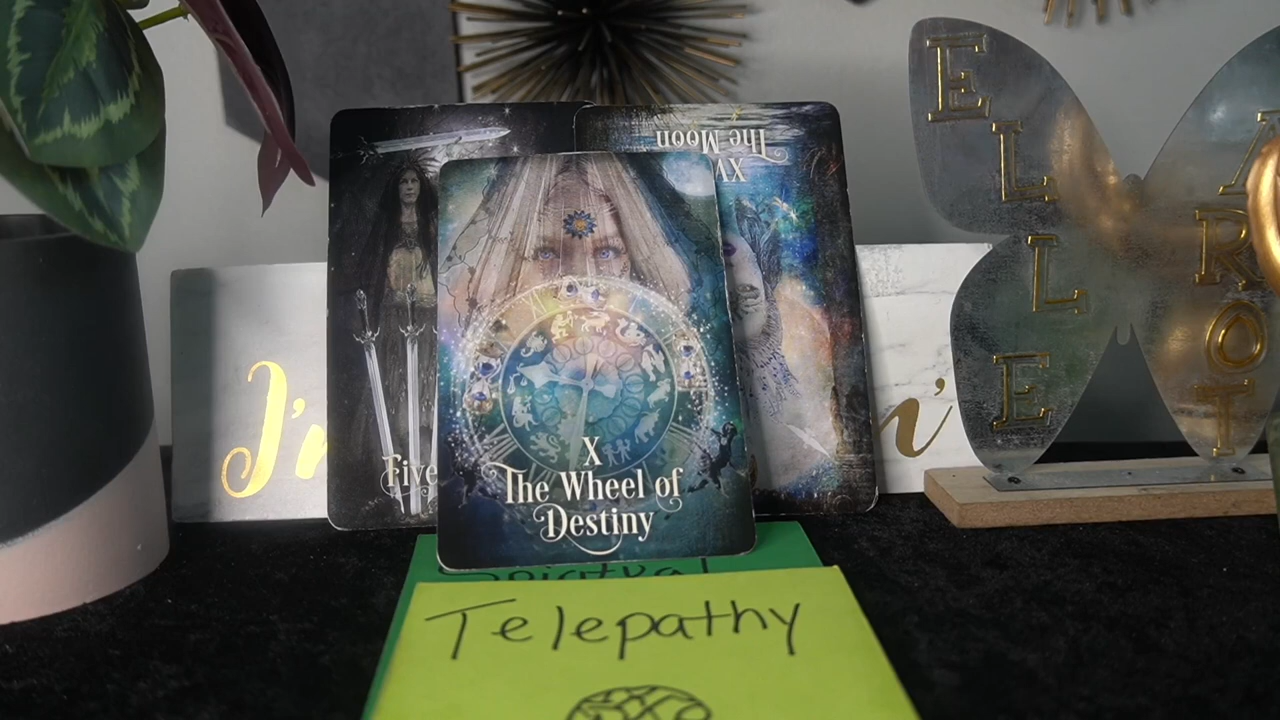 The Moon
XV
Five
X
The Wheel of
Destiny
ELLE
AROT
Telepathy